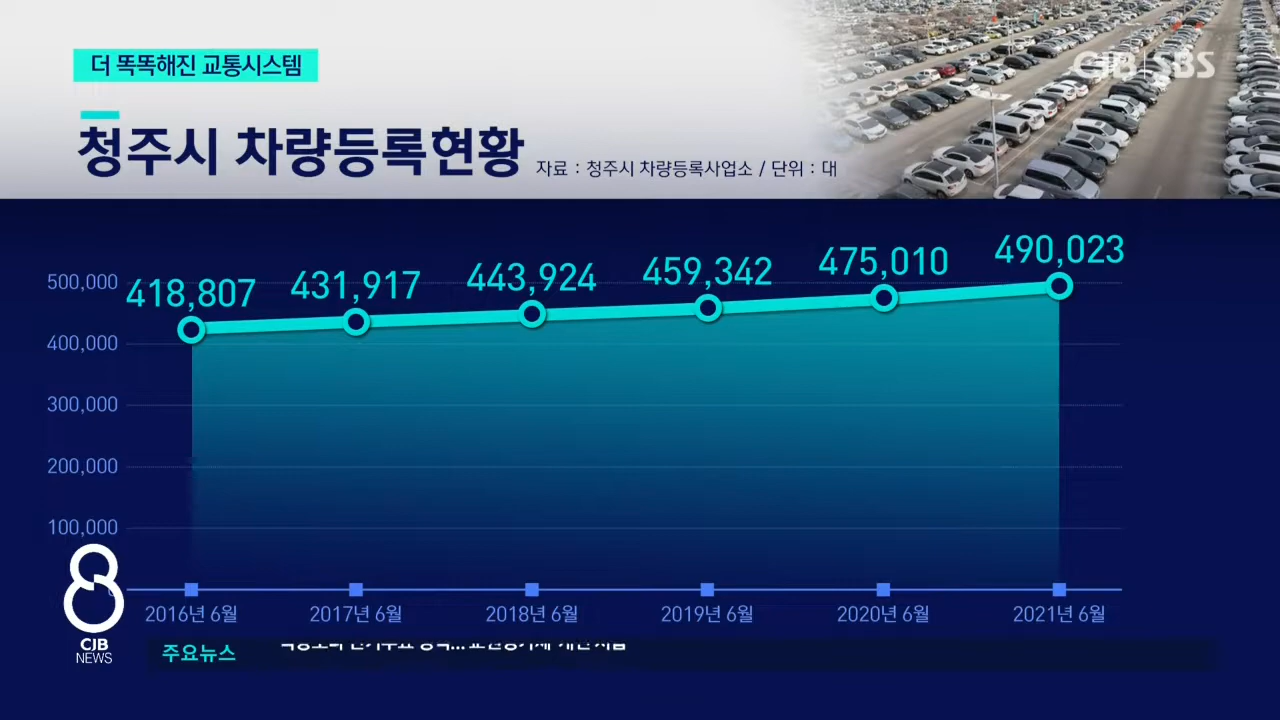 더 똑똑해진 교통시스템
CJB SBS
청주시 차량등록현황
자료 : 청주시 차량등록사업소 / 단위 : 대
418,807
431,917
443,924
459,342
475,010
490,023
500,000
400,000
300,000
200,000
100,000
2016년 6월
2017년 6월
2018년 6월
2019년 6월
2020년 6월
2021년 6월
8
CJB
NEWS
주요뉴스